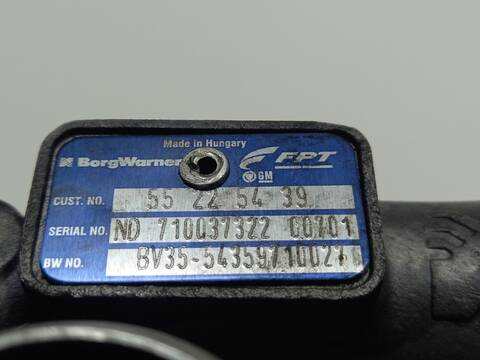 Made in Hungary
BorgWarner FPT
GM
CUST. NO. 55 22 54 39
SERIAL NO. ND 710037322 00701
BW NO. BV35-54359710027